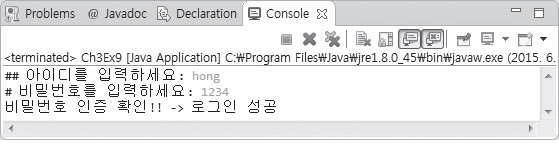 Problems @ Javadoc Declaration Console
<terminated> Ch3Ex9 [Java Application] C:₩Program Files₩Java₩jre1.8.0_45₩bin₩javaw.exe (2015. 6.
## 아이디를 입력하세요: hong
# 비밀번호를 입력하세요: 1234
비밀번호 인증 확인!! -> 로그인 성공